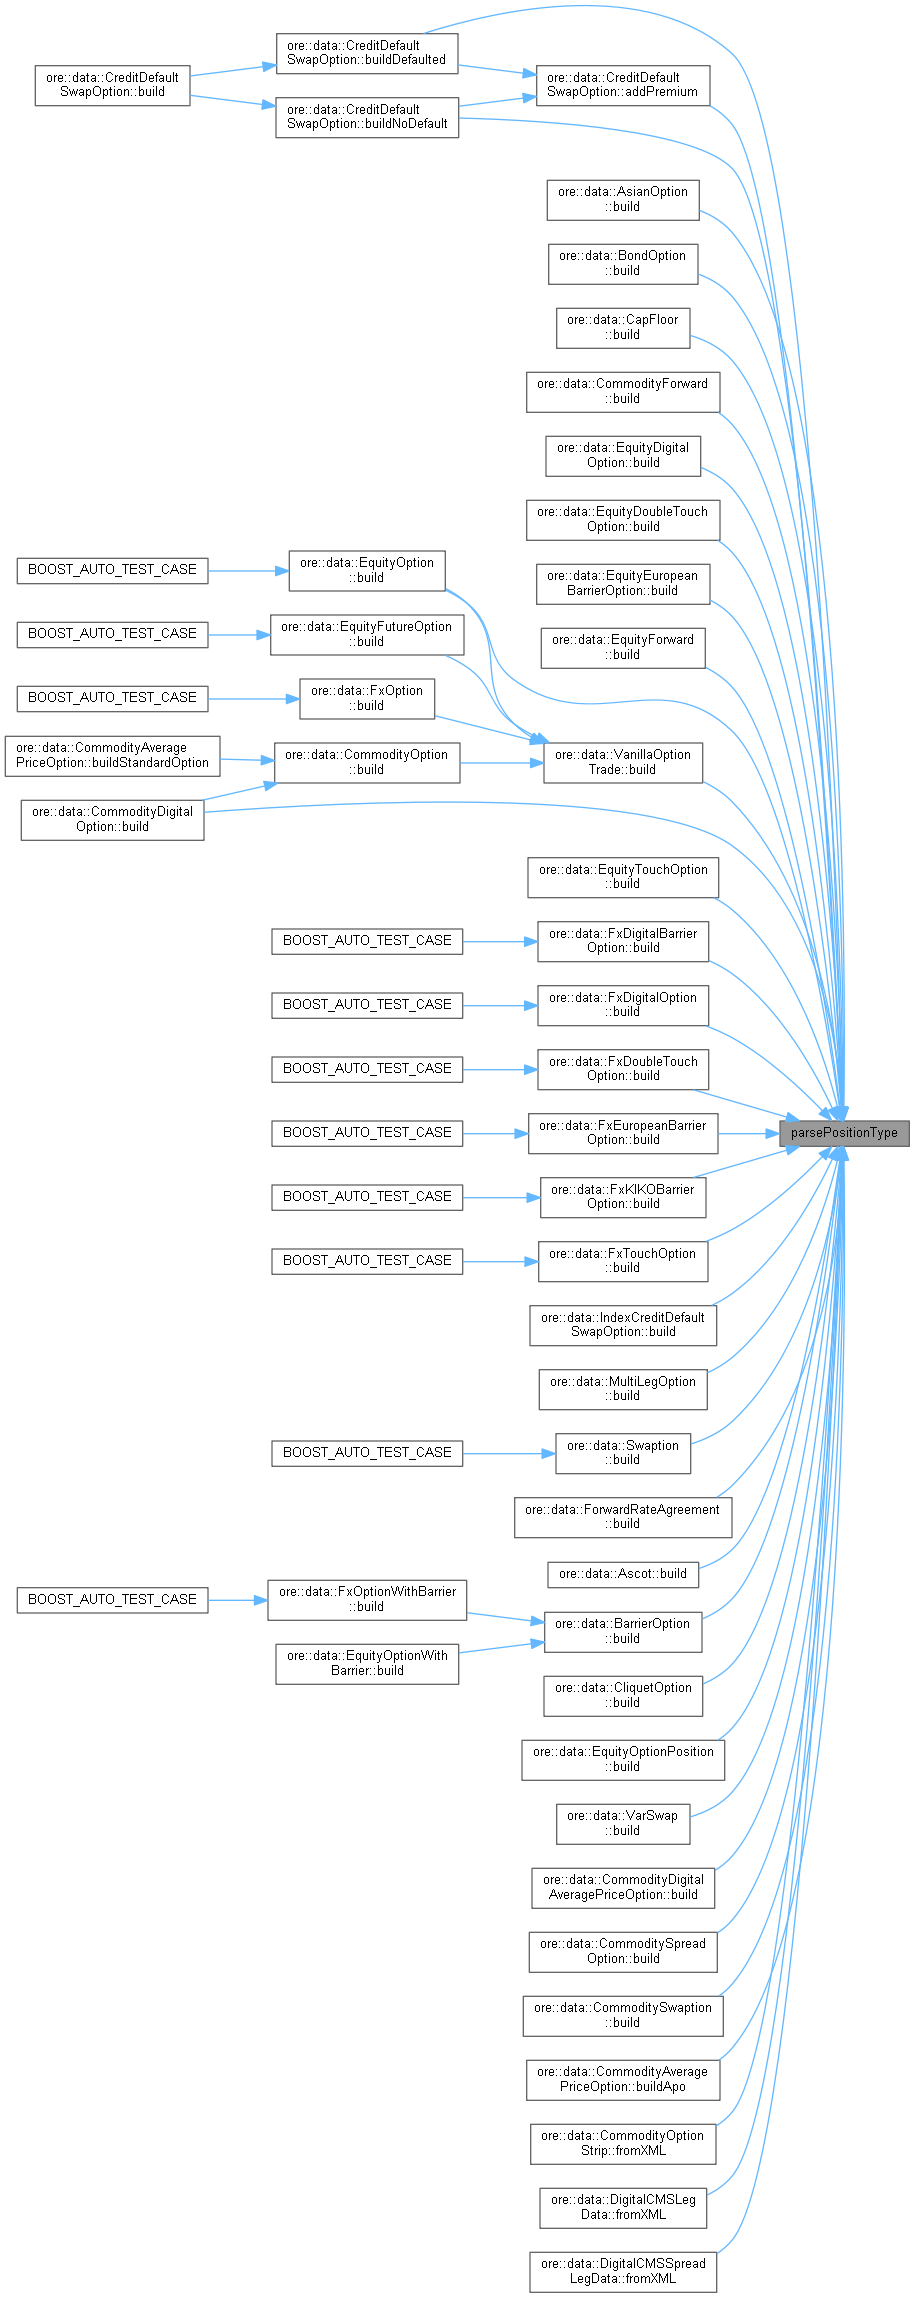 ore::data::CreditDefault
SwapOption::buildDefaulted
ore::data::CreditDefault
SwapOption::build
ore::data::CreditDefault
SwapOption::addPremium
ore::data::CreditDefault
SwapOption::buildNoDefault
ore::data::AsianOption
::build
ore::data::BondOption
::build
ore::data::CapFloor
::build
ore::data::CommodityForward
::build
ore::data::EquityDigital
Option::build
ore::data::EquityDoubleTouch
Option::build
BOOST_AUTO_TEST_CASE
ore::data::EquityOption
::build
ore::data::EquityEuropean
BarrierOption::build
BOOST_AUTO_TEST_CASE
ore::data::EquityFutureOption
::build
ore::data::EquityForward
::build
BOOST_AUTO_TEST_CASE
ore::data::FxOption
::build
ore::data::CommodityAverage
PriceOption::buildStandardOption
ore::data::CommodityOption
::build
ore::data::VanillaOption
Trade::build
ore::data::CommodityDigital
Option::build
ore::data::EquityTouchOption
::build
BOOST_AUTO_TEST_CASE
ore::data::FxDigitalBarrier
Option::build
BOOST_AUTO_TEST_CASE
ore::data::FxDigitalOption
::build
BOOST_AUTO_TEST_CASE
ore::data::FxDoubleTouch
Option::build
BOOST_AUTO_TEST_CASE
ore::data::FxEuropeanBarrier
Option::build
parsePositionType
BOOST_AUTO_TEST_CASE
ore::data::FxKIKOBarrier
Option::build
BOOST_AUTO_TEST_CASE
ore::data::FxTouchOption
::build
ore::data::IndexCreditDefault
SwapOption::build
ore::data::MultiLegOption
::build
BOOST_AUTO_TEST_CASE
ore::data::Swaption
::build
ore::data::ForwardRateAgreement
::build
ore::data::Ascot::build
BOOST_AUTO_TEST_CASE
ore::data::FxOptionWithBarrier
::build
ore::data::BarrierOption
::build
ore::data::EquityOptionWith
Barrier::build
ore::data::CliquetOption
::build
ore::data::EquityOptionPosition
::build
ore::data::VarSwap
::build
ore::data::CommodityDigital
AveragePriceOption::build
ore::data::CommoditySpread
Option::build
ore::data::CommoditySwaption
::build
ore::data::CommodityAverage
PriceOption::buildApo
ore::data::CommodityOption
Strip::fromXML
ore::data::DigitalCMSLeg
Data::fromXML
ore::data::DigitalCMSSpread
LegData::fromXML